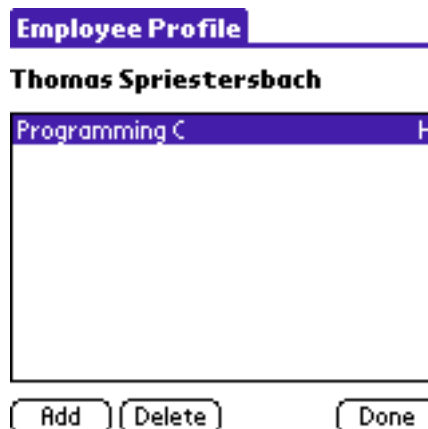 Employee Profile
Thomas Spriestersbach
Programming C H
Add Delete Done